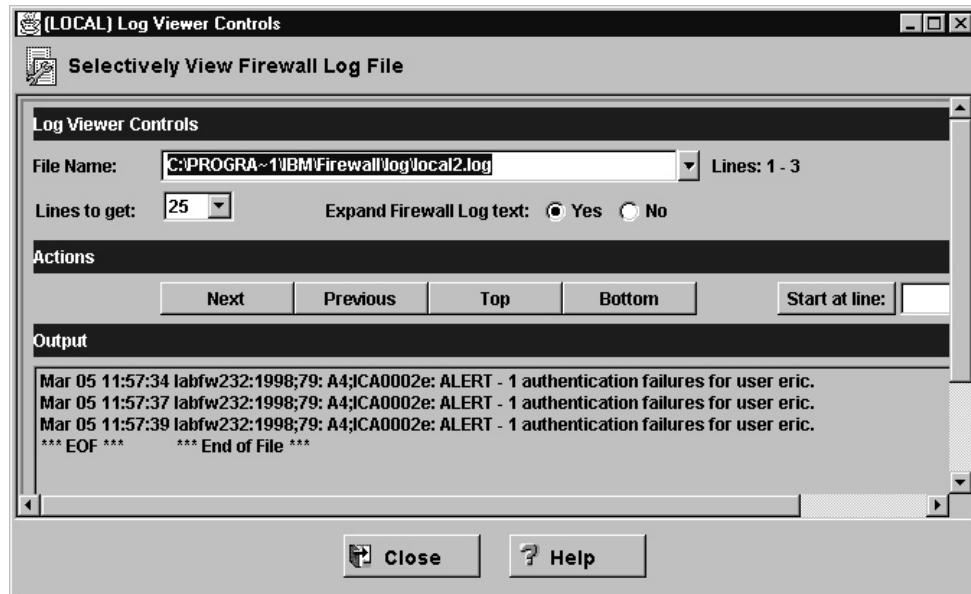 (LOCAL) Log Viewer Controls
Selectively View Firewall Log File
Log Viewer Controls
File Name: C:\PROGRA~1\IBM\Firewall\log\local2.log Lines: 1 - 3
Lines to get: 25 Expand Firewall Log text: Yes No
Actions
Next Previous Top Bottom Start at line:
Output
Mar 05 11:57:34 labfw232:1998;79: A4;ICA0002e: ALERT - 1 authentication failures for user eric.
Mar 05 11:57:37 labfw232:1998;79: A4;ICA0002e: ALERT - 1 authentication failures for user eric.
Mar 05 11:57:39 labfw232:1998;79: A4;ICA0002e: ALERT - 1 authentication failures for user eric.
*** EOF *** *** End of File ***
Close ? Help